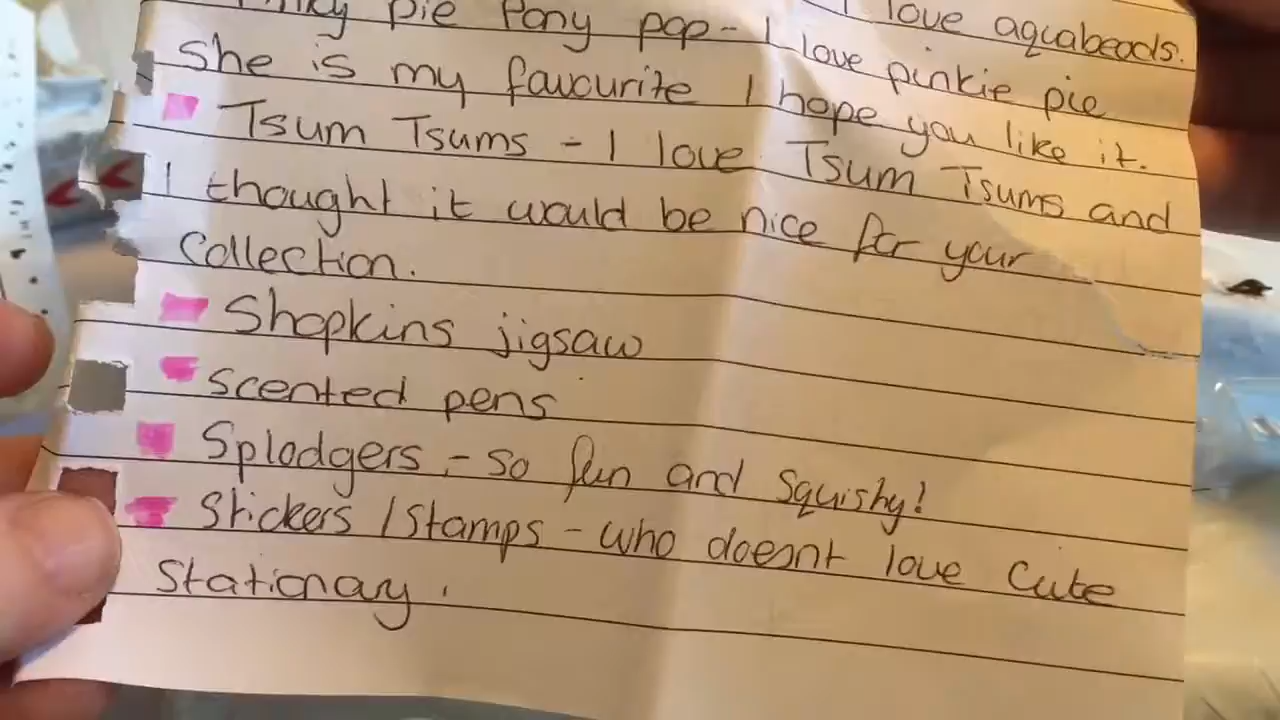 I love aquabeads.
Pinky pie Pony pop - I love pinkie pie
She is my favourite I hope you like it.
Tsum Tsums - I love Tsum Tsums and
I thought it would be nice for your
Collection.
Shopkins jigsaw
scented pens
Splodgers - so fun and Squishy!
Stickers / Stamps - who doesnt love Cute
Stationary.